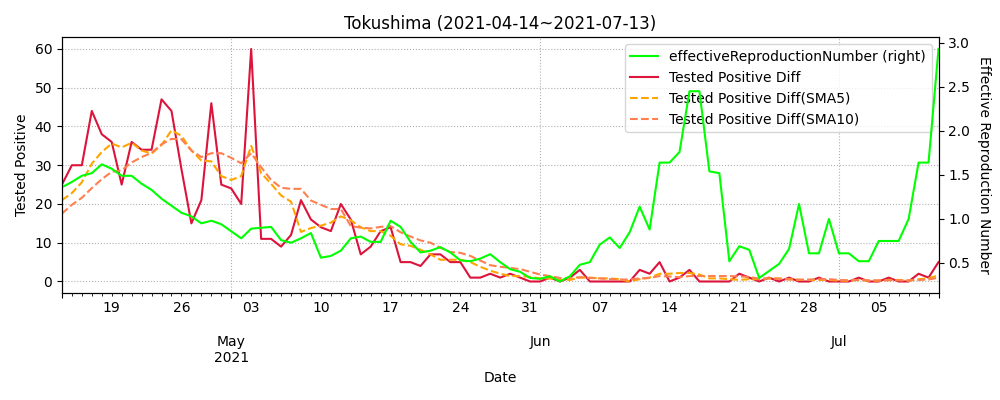 Tokushima (2021-04-14~2021-07-13)
effectiveReproductionNumber (right)
Tested Positive Diff
Tested Positive Diff(SMA5)
Tested Positive Diff(SMA10)
Tested Positive
60
50
40
30
20
10
0
3.0
2.5
2.0
1.5
1.0
0.5
Effective Reproduction Number
19 26 03 10 17 24 31 07 14 21 28 05
May Jun Jul
2021
Date